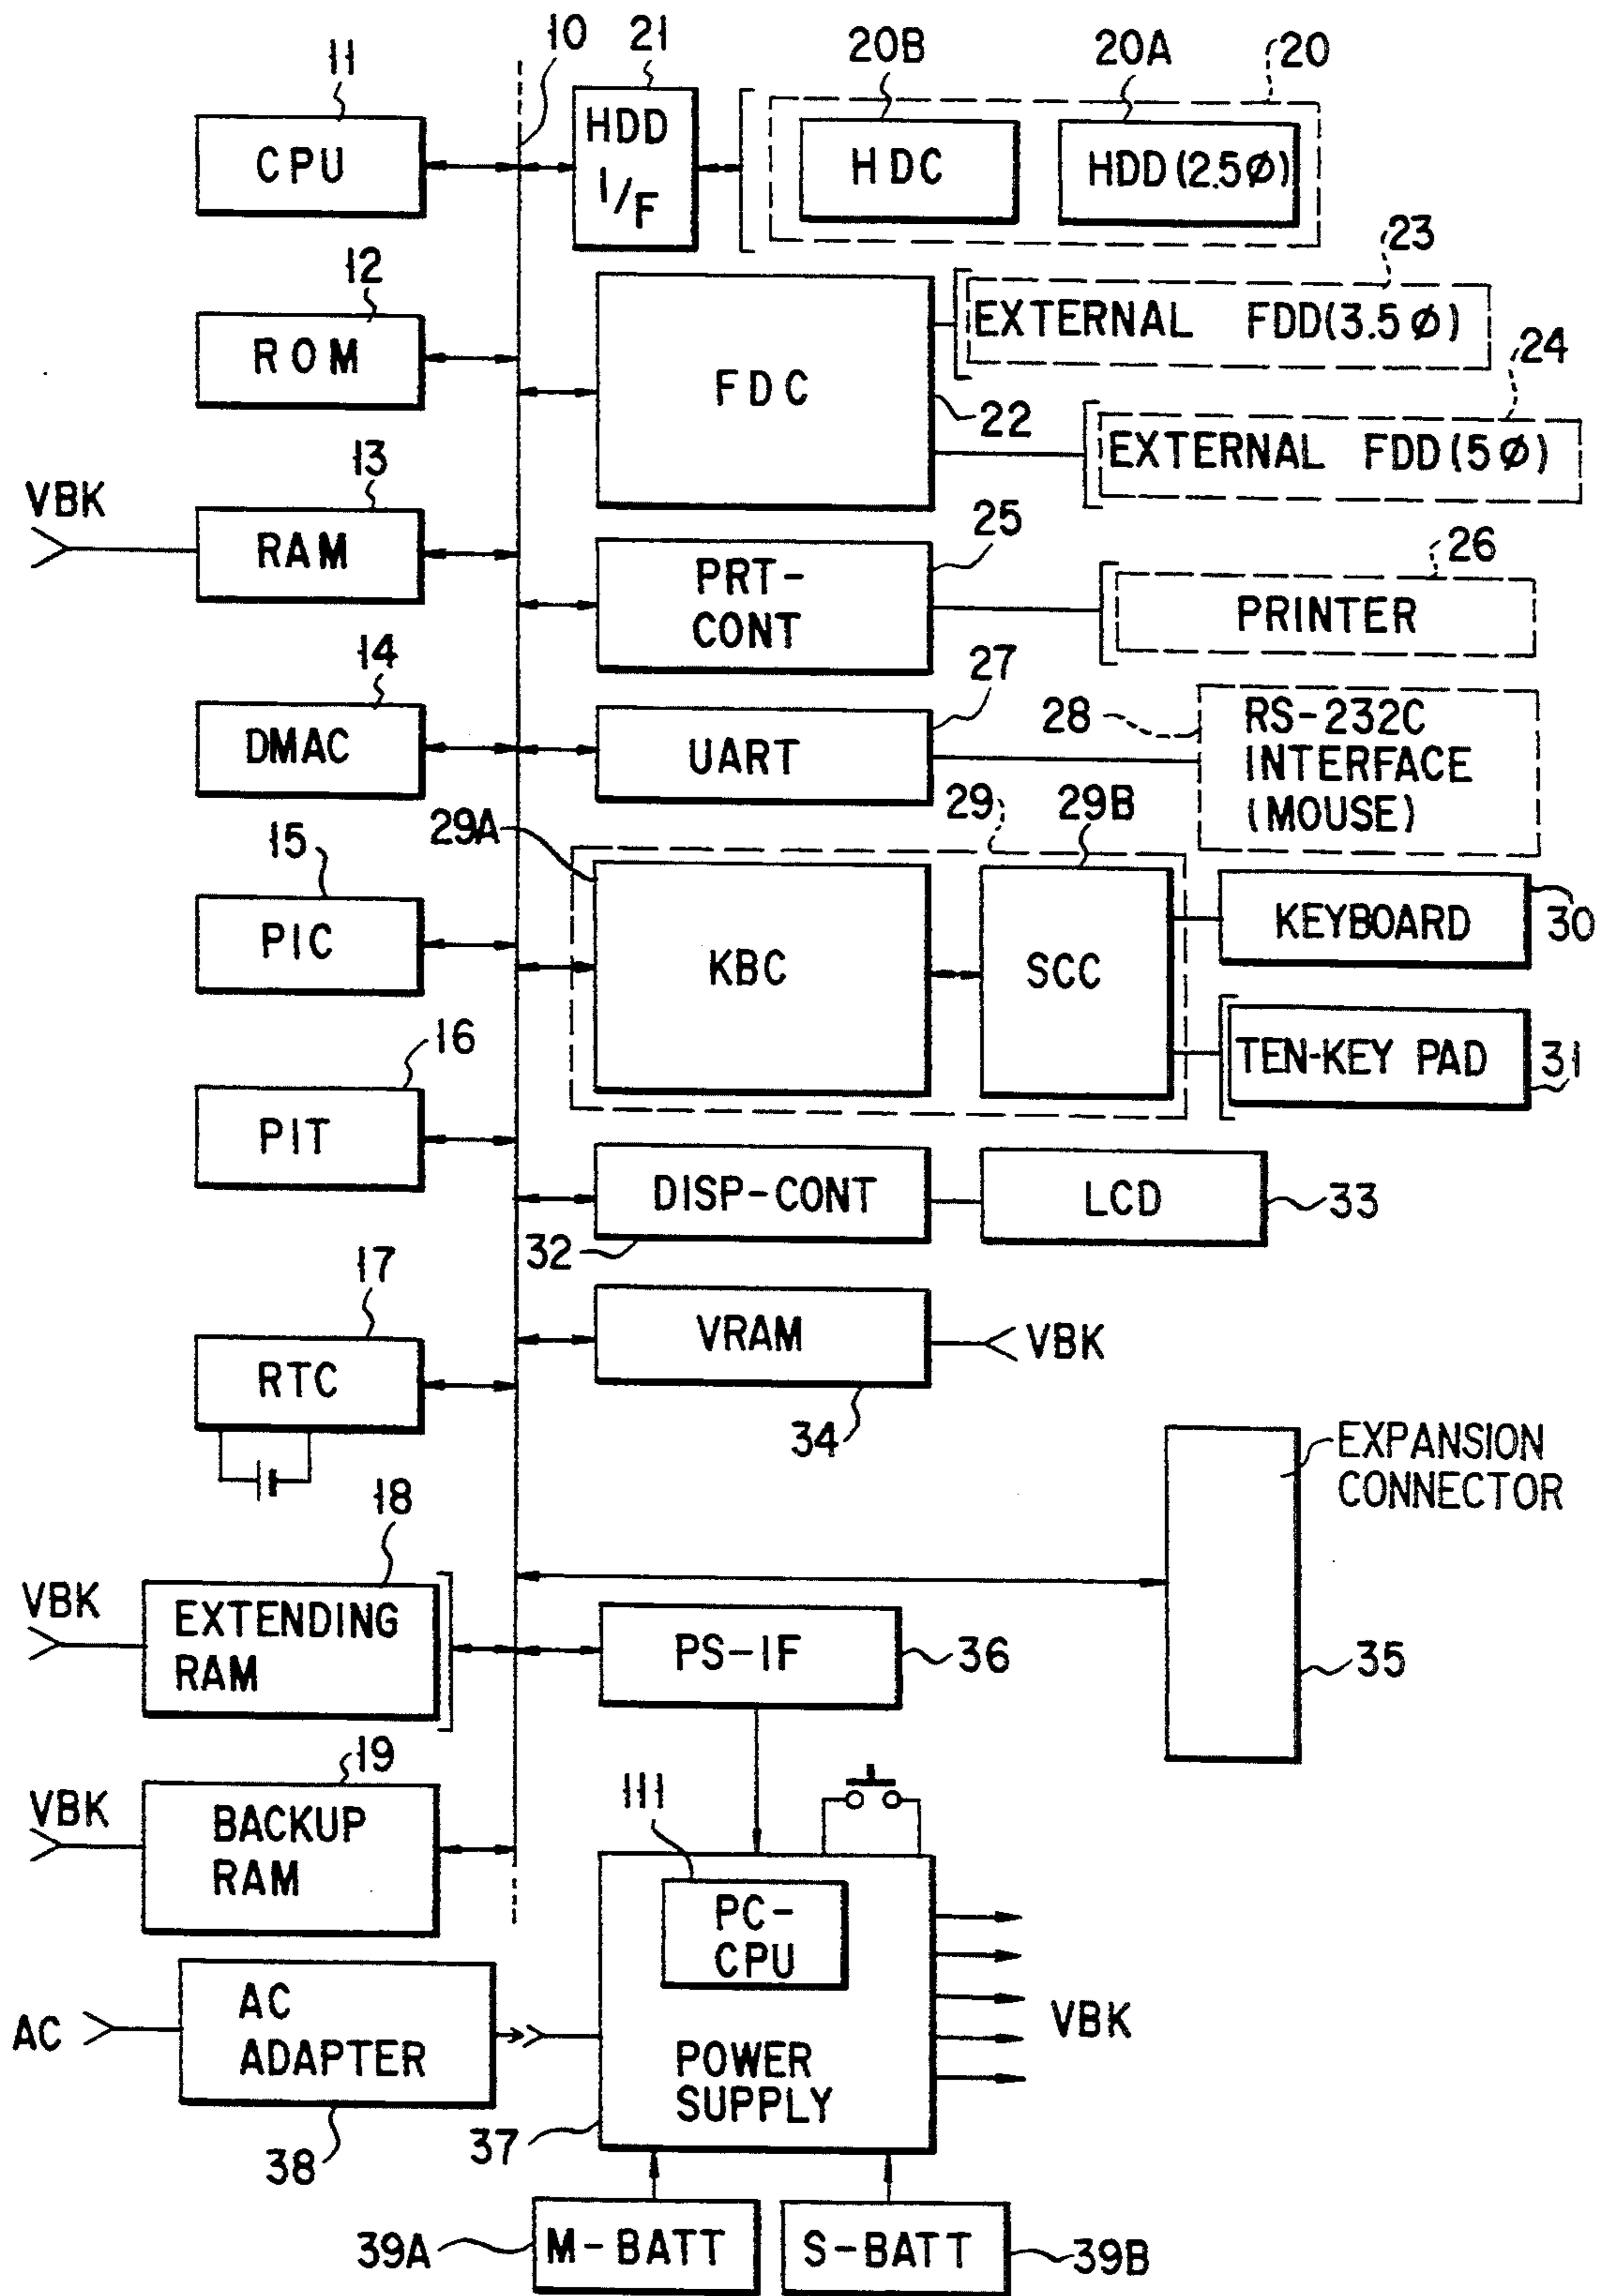 10
21
20B
20A
20
11
CPU
HDD
I/F
HDC
HDD(2.5Ø)
12
ROM
23
EXTERNAL FDD(3.5Ø)
FDC
22
24
EXTERNAL FDD(5Ø)
VBK
13
RAM
25
PRT-
CONT
26
PRINTER
14
DMAC
27
UART
28
RS-232C
INTERFACE
(MOUSE)
29A
29
29B
15
PIC
KBC
SCC
KEYBOARD
30
TEN-KEY PAD
31
16
PIT
DISP-CONT
32
LCD
33
17
RTC
VRAM
VBK
34
EXPANSION
CONNECTOR
35
18
VBK
EXTENDING
RAM
PS-IF
36
19
VBK
BACKUP
RAM
111
PC-
CPU
POWER
SUPPLY
37
VBK
AC
AC
ADAPTER
38
39A
M-BATT
S-BATT
39B